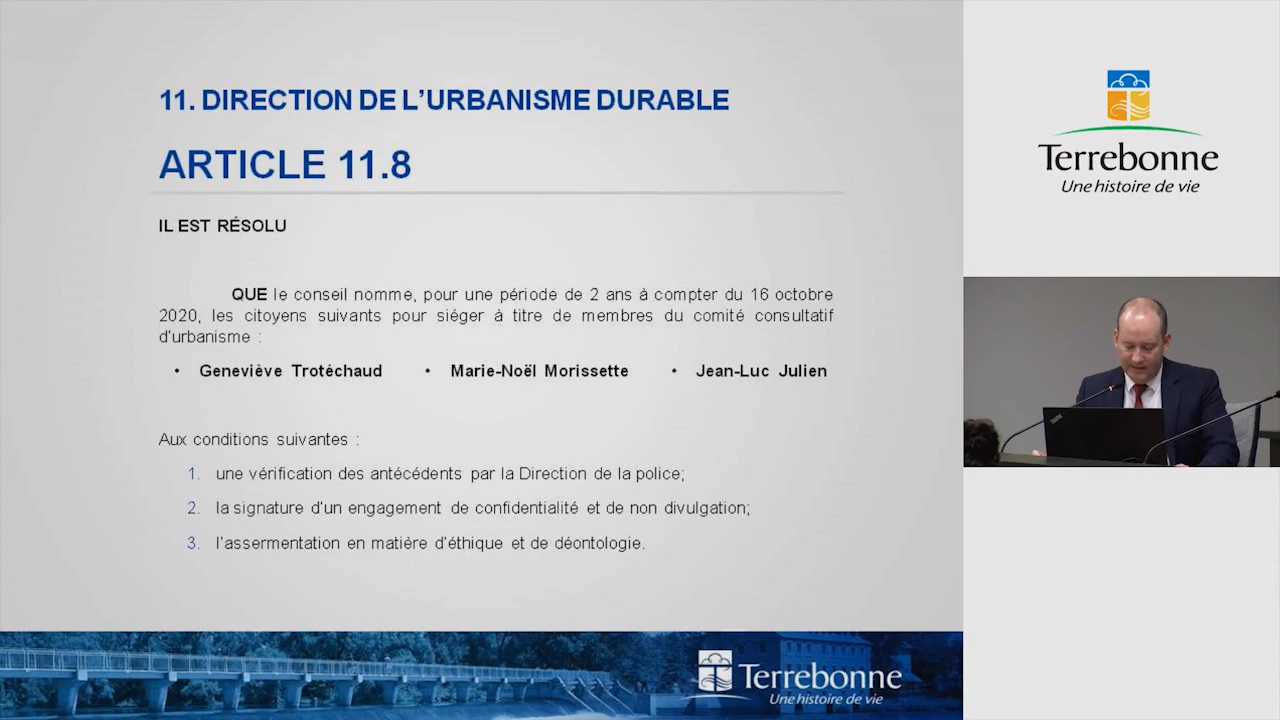 11. DIRECTION DE L’URBANISME DURABLE
ARTICLE 11.8
IL EST RÉSOLU
QUE le conseil nomme, pour une période de 2 ans à compter du 16 octobre
2020, les citoyens suivants pour siéger à titre de membres du comité consultatif
d'urbanisme :
• Geneviève Trotéchaud • Marie-Noël Morissette • Jean-Luc Julien
Aux conditions suivantes :
1. une vérification des antécédents par la Direction de la police;
2. la signature d'un engagement de confidentialité et de non divulgation;
3. l'assermentation en matière d'éthique et de déontologie.
Terrebonne
Une histoire de vie
Terrebonne
Une histoire de vie